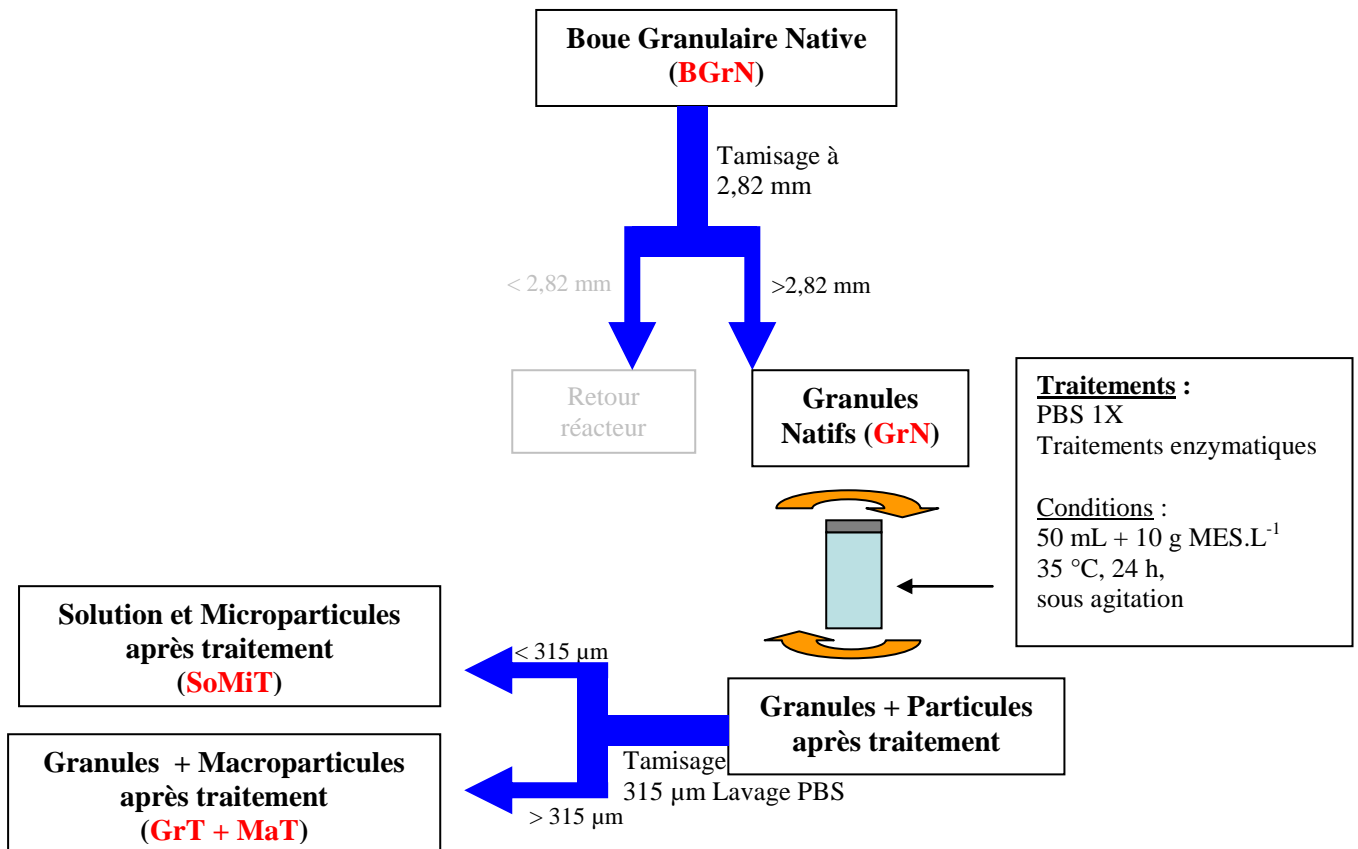 Boue Granulaire Native
(BGrN)
Tamisage à
2,82 mm
< 2,82 mm
>2,82 mm
Retour
réacteur
Granules
Natifs (GrN)
Traitements :
PBS 1X
Traitements enzymatiques
Conditions :
50 mL + 10 g MES.L-1
35 °C, 24 h,
sous agitation
Solution et Microparticules
après traitement
(SoMiT)
< 315 µm
Granules + Particules
après traitement
Tamisage
315 µm Lavage PBS
> 315 µm
Granules + Macroparticules
après traitement
(GrT + MaT)